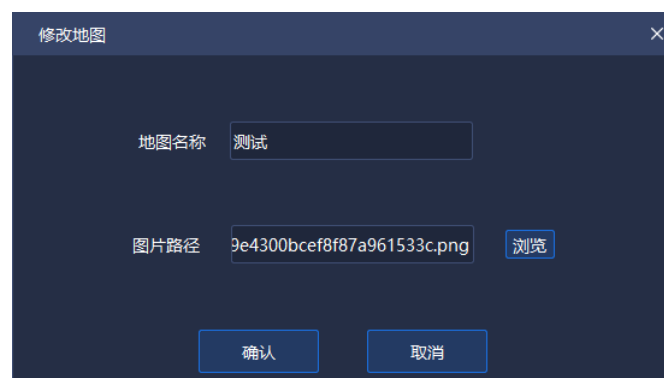 修改地图
地图名称 测试
图片路径 9e4300bcef8f87a961533c.png 浏览
确认 取消